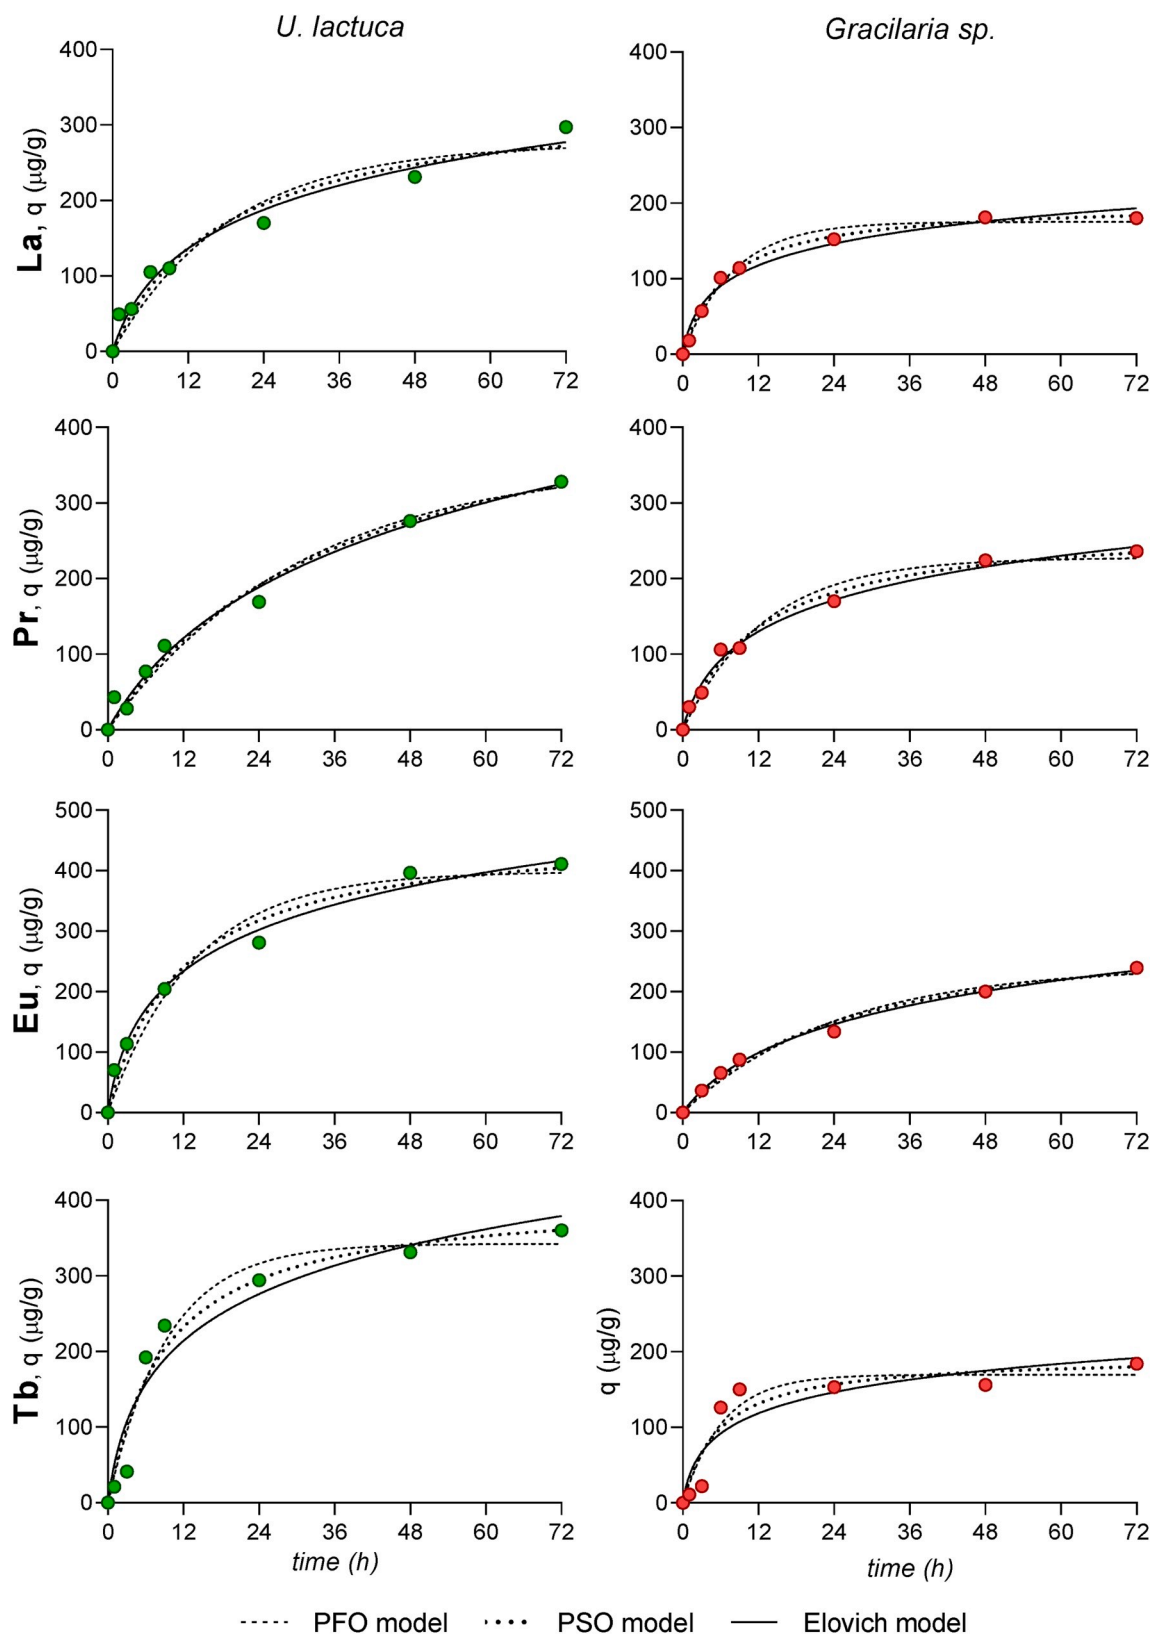 U. lactuca
Gracilaria sp.
La, q (µg/g)
400
300
200
100
0
0 12 24 36 48 60 72
400
300
200
100
0
0 12 24 36 48 60 72
Pr, q (µg/g)
400
300
200
100
0
0 12 24 36 48 60 72
400
300
200
100
0
0 12 24 36 48 60 72
Eu, q (µg/g)
500
400
300
200
100
0
0 12 24 36 48 60 72
500
400
300
200
100
0
0 12 24 36 48 60 72
Tb, q (µg/g)
400
300
200
100
0
0 12 24 36 48 60 72
time (h)
q (µg/g)
400
300
200
100
0
0 12 24 36 48 60 72
time (h)
PFO model PSO model Elovich model